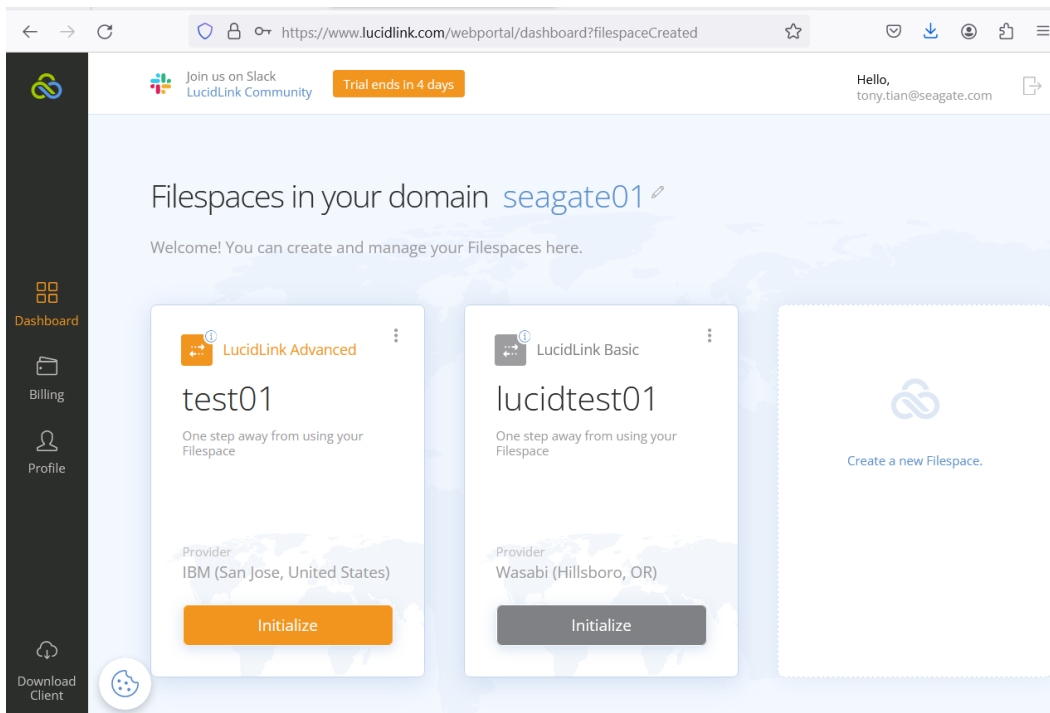 https://www.lucidlink.com/webportal/dashboard?filespaceCreated
Join us on Slack
LucidLink Community
Trial ends in 4 days
Hello,
tony.tian@seagate.com
Filespaces in your domain seagate01
Welcome! You can create and manage your Filespaces here.
Dashboard
Billing
Profile
Download
Client
LucidLink Advanced
test01
One step away from using your
Filespace
Provider
IBM (San Jose, United States)
Initialize
LucidLink Basic
lucidtest01
One step away from using your
Filespace
Provider
Wasabi (Hillsboro, OR)
Initialize
Create a new Filespace.